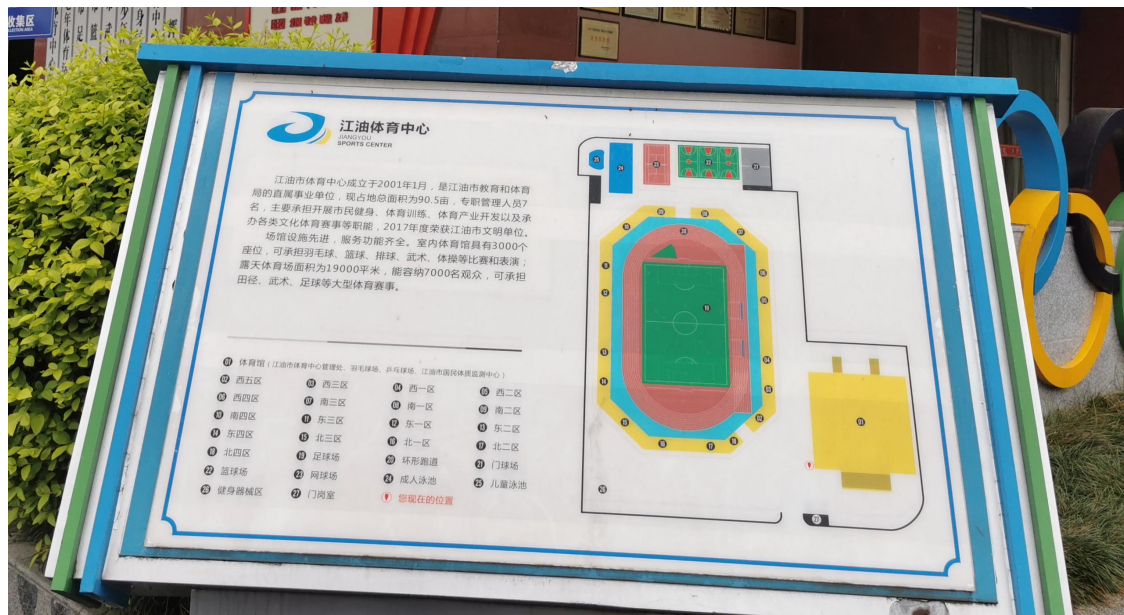 收集区
江油体育中心
JIANGYOU
SPORTS CENTER
江油市体育中心成立于2001年1月，是江油市教育和体育
局的直属事业单位，现占地总面积为90.5亩，专职管理人员7
名，主要承担开展市民健身、体育训练、体育产业开发以及承
办各类文化体育赛事等职能，2017年度荣获江油市文明单位。
场馆设施先进，服务功能齐全。室内体育馆具有3000个
座位，可承担羽毛球、篮球、排球、武术、体操等比赛和表演；
露天体育场面积为19000平米，能容纳7000名观众，可承担
田径、武术、足球等大型体育赛事。
01 体育馆（江油市体育中心管理处、羽毛球场、乒乓球场、江油市国民体质监测中心）
02 西五区 03 西三区 04 西一区 05 西二区
06 西四区 07 南三区 08 南一区 09 南二区
10 南四区 11 东三区 12 东一区 13 东二区
14 东四区 15 北三区 16 北一区 17 北二区
18 北四区 19 足球场 20 环形跑道 21 门球场
22 篮球场 23 网球场 24 成人泳池 25 儿童泳池
26 健身器械区 27 门岗室 您现在的位置